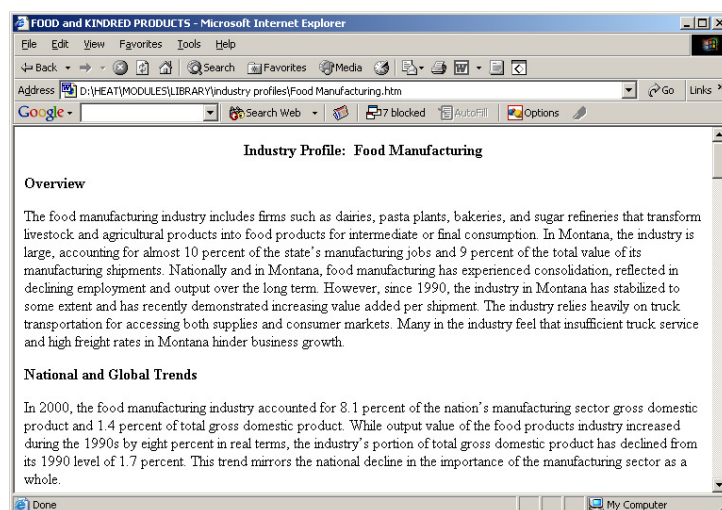 FOOD and KINDRED PRODUCTS - Microsoft Internet Explorer
File Edit View Favorites Tools Help
Back Search Favorites Media
Address D:\HEAT\MODULES\LIBRARY\industry profiles\Food Manufacturing.htm Go Links »
Google Search Web 7 blocked AutoFill Options
Industry Profile: Food Manufacturing
Overview
The food manufacturing industry includes firms such as dairies, pasta plants, bakeries, and sugar refineries that transform
livestock and agricultural products into food products for intermediate or final consumption. In Montana, the industry is
large, accounting for almost 10 percent of the state's manufacturing jobs and 9 percent of the total value of its
manufacturing shipments. Nationally and in Montana, food manufacturing has experienced consolidation, reflected in
declining employment and output over the long term. However, since 1990, the industry in Montana has stabilized to
some extent and has recently demonstrated increasing value added per shipment. The industry relies heavily on truck
transportation for accessing both supplies and consumer markets. Many in the industry feel that insufficient truck service
and high freight rates in Montana hinder business growth.
National and Global Trends
In 2000, the food manufacturing industry accounted for 8.1 percent of the nation's manufacturing sector gross domestic
product and 1.4 percent of total gross domestic product. While output value of the food products industry increased
during the 1990s by eight percent in real terms, the industry's portion of total gross domestic product has declined from
its 1990 level of 1.7 percent. This trend mirrors the national decline in the importance of the manufacturing sector as a
whole.
Done My Computer